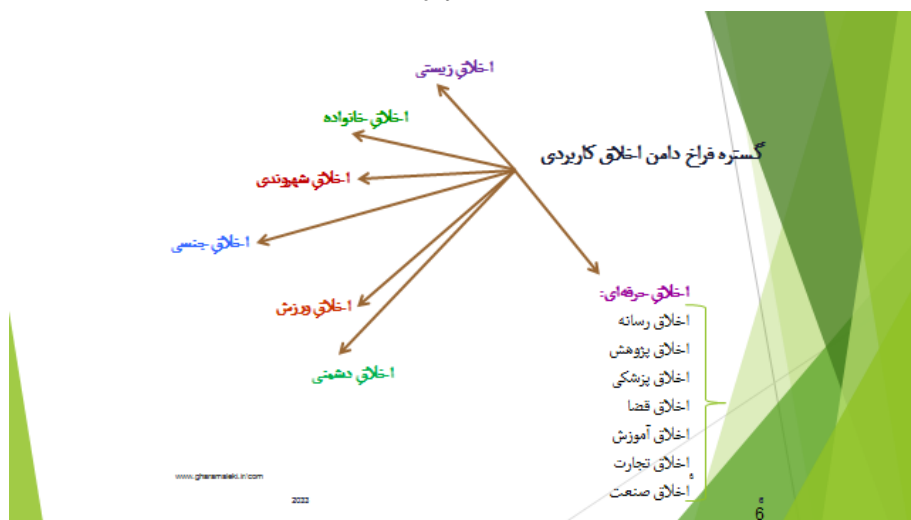 اخلاقِ زیستی
اخلاقِ خانواده
گستره فراخ دامن اخلاق کاربردی
اخلاقِ شهروندی
اخلاقِ جنسی
اخلاقِ حرفه‌ای:
اخلاقِ ورزش
اخلاق رسانه
اخلاق پژوهش
اخلاقِ دشمنی
اخلاق پزشکی
اخلاق قضا
اخلاق آموزش
اخلاق تجارت
اخلاق صنعت
www.gharamaleki.ir/com
2022
6